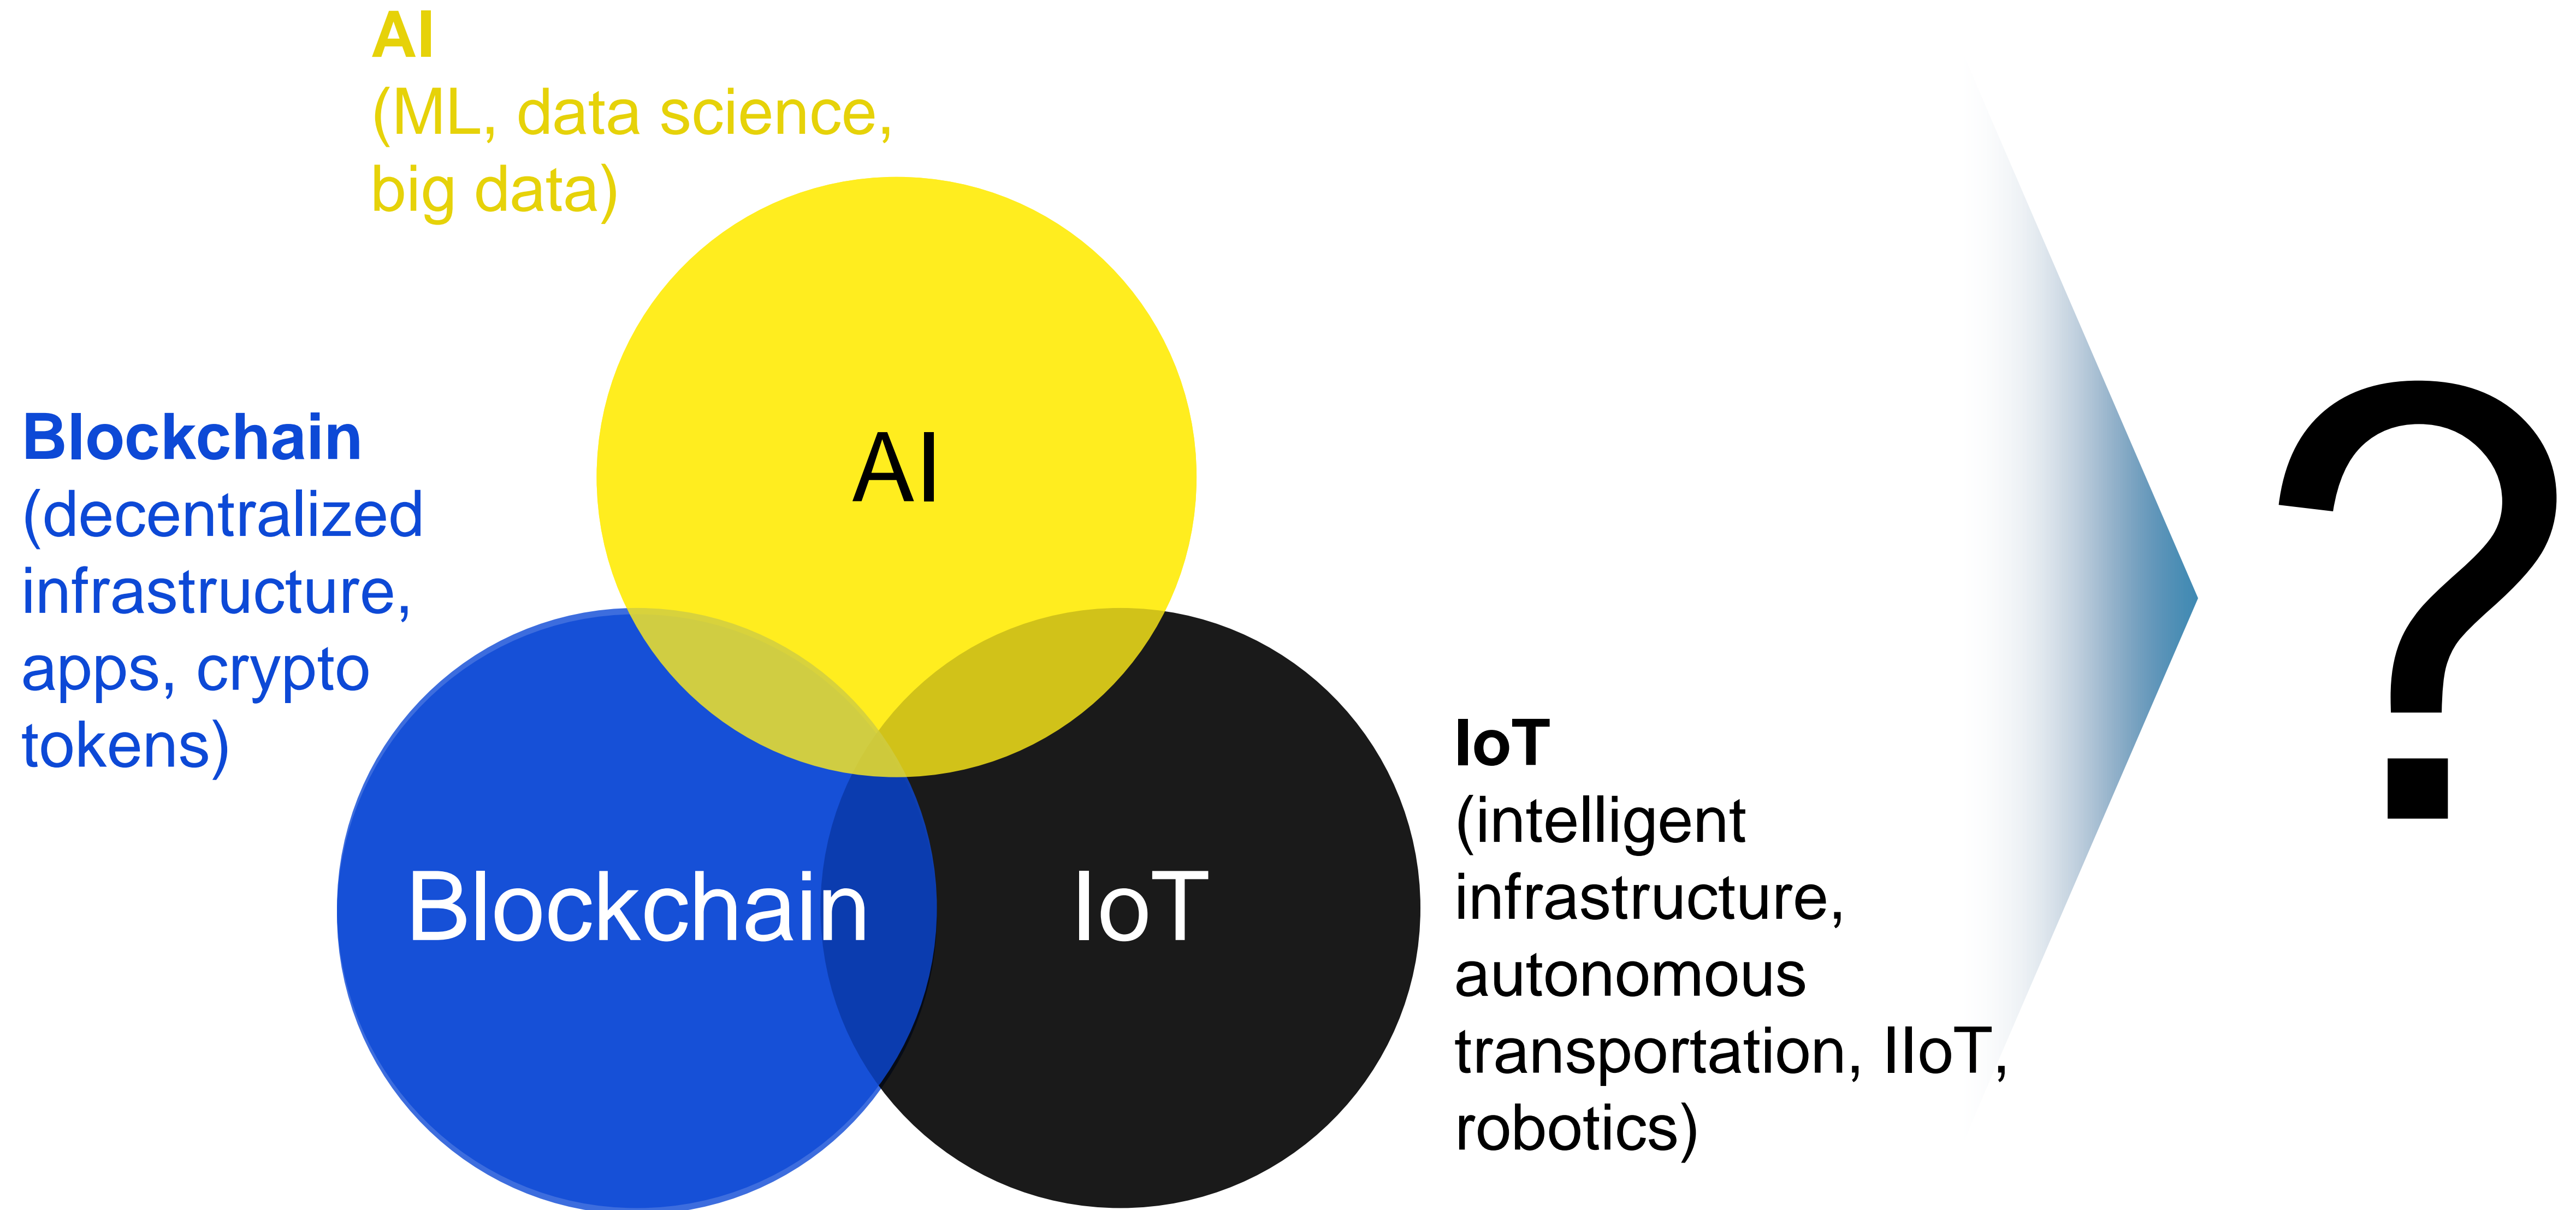 AI
(ML, data science,
big data)
AI
Blockchain
(decentralized
infrastructure,
apps, crypto
tokens)
Blockchain
IoT
IoT
(intelligent
infrastructure,
autonomous
transportation, IIoT,
robotics)
?